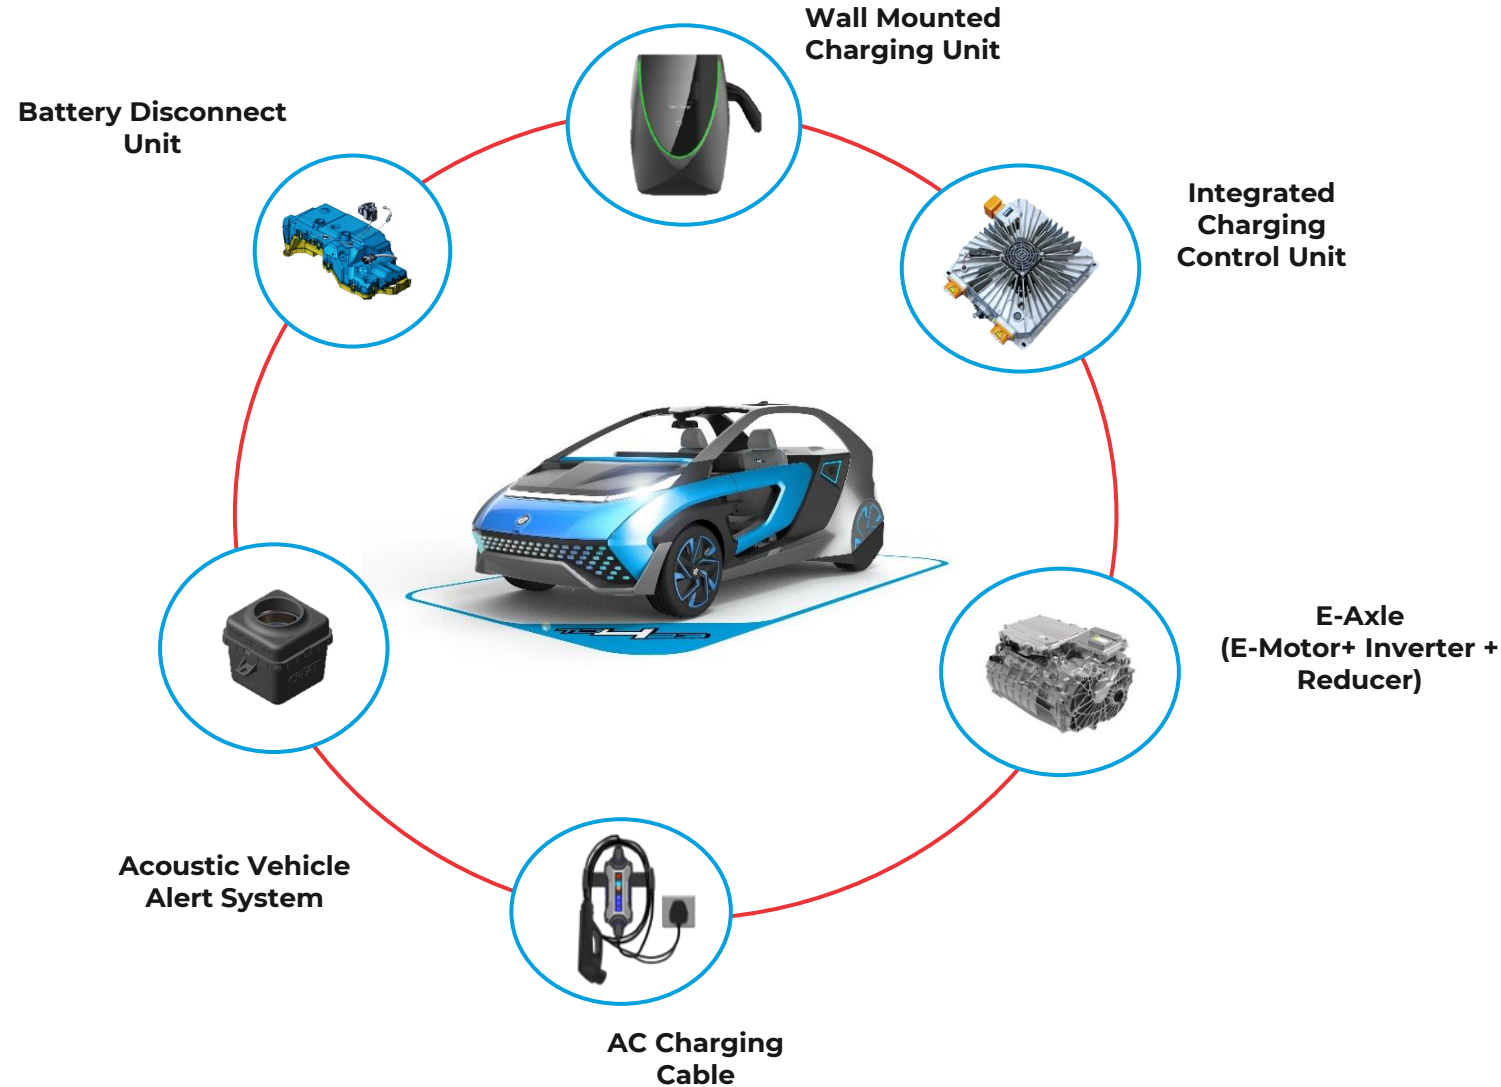 Wall Mounted
Charging Unit
Battery Disconnect
Unit
Integrated
Charging
Control Unit
E-Axle
(E-Motor+ Inverter +
Reducer)
Acoustic Vehicle
Alert System
AC Charging
Cable